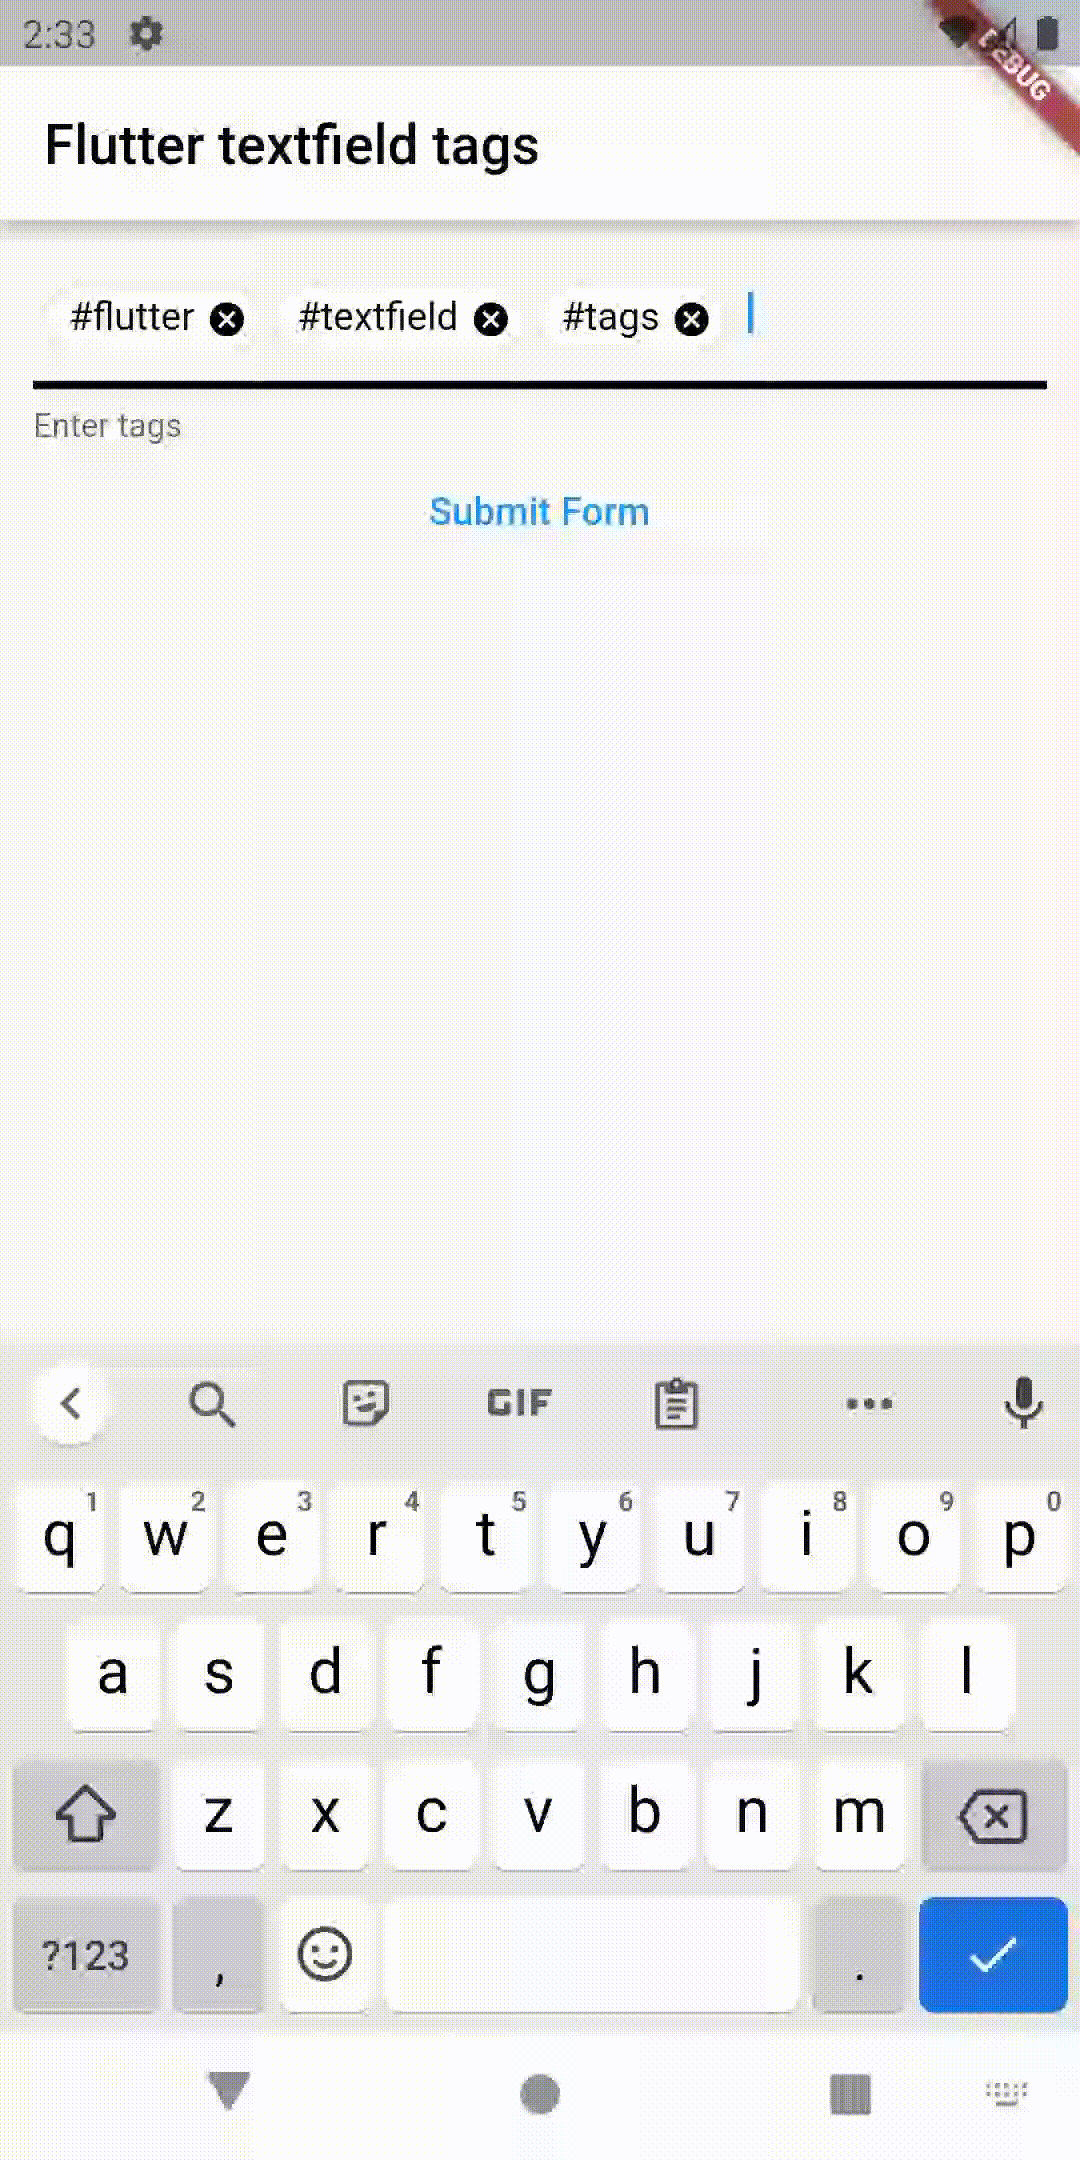 2:33
DEBUG
Flutter textfield tags
#flutter #textfield #tags
Enter tags
Submit Form
GIF
1 2 3 4 5 6 7 8 9 0
q w e r t y u i o p
a s d f g h j k l
z x c v b n m
?123 , .